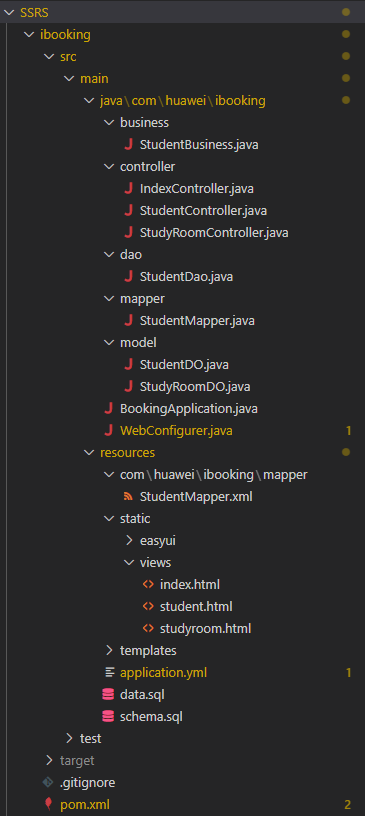 SSRS
ibooking
src
main
java\com\huawei\ibooking
business
StudentBusiness.java
controller
IndexController.java
StudentController.java
StudyRoomController.java
dao
StudentDao.java
mapper
StudentMapper.java
model
StudentDO.java
StudyRoomDO.java
BookingApplication.java
WebConfigurer.java 1
resources
com\huawei\ibooking\mapper
StudentMapper.xml
static
easyui
views
index.html
student.html
studyroom.html
templates
application.yml 1
data.sql
schema.sql
test
target
.gitignore
pom.xml 2